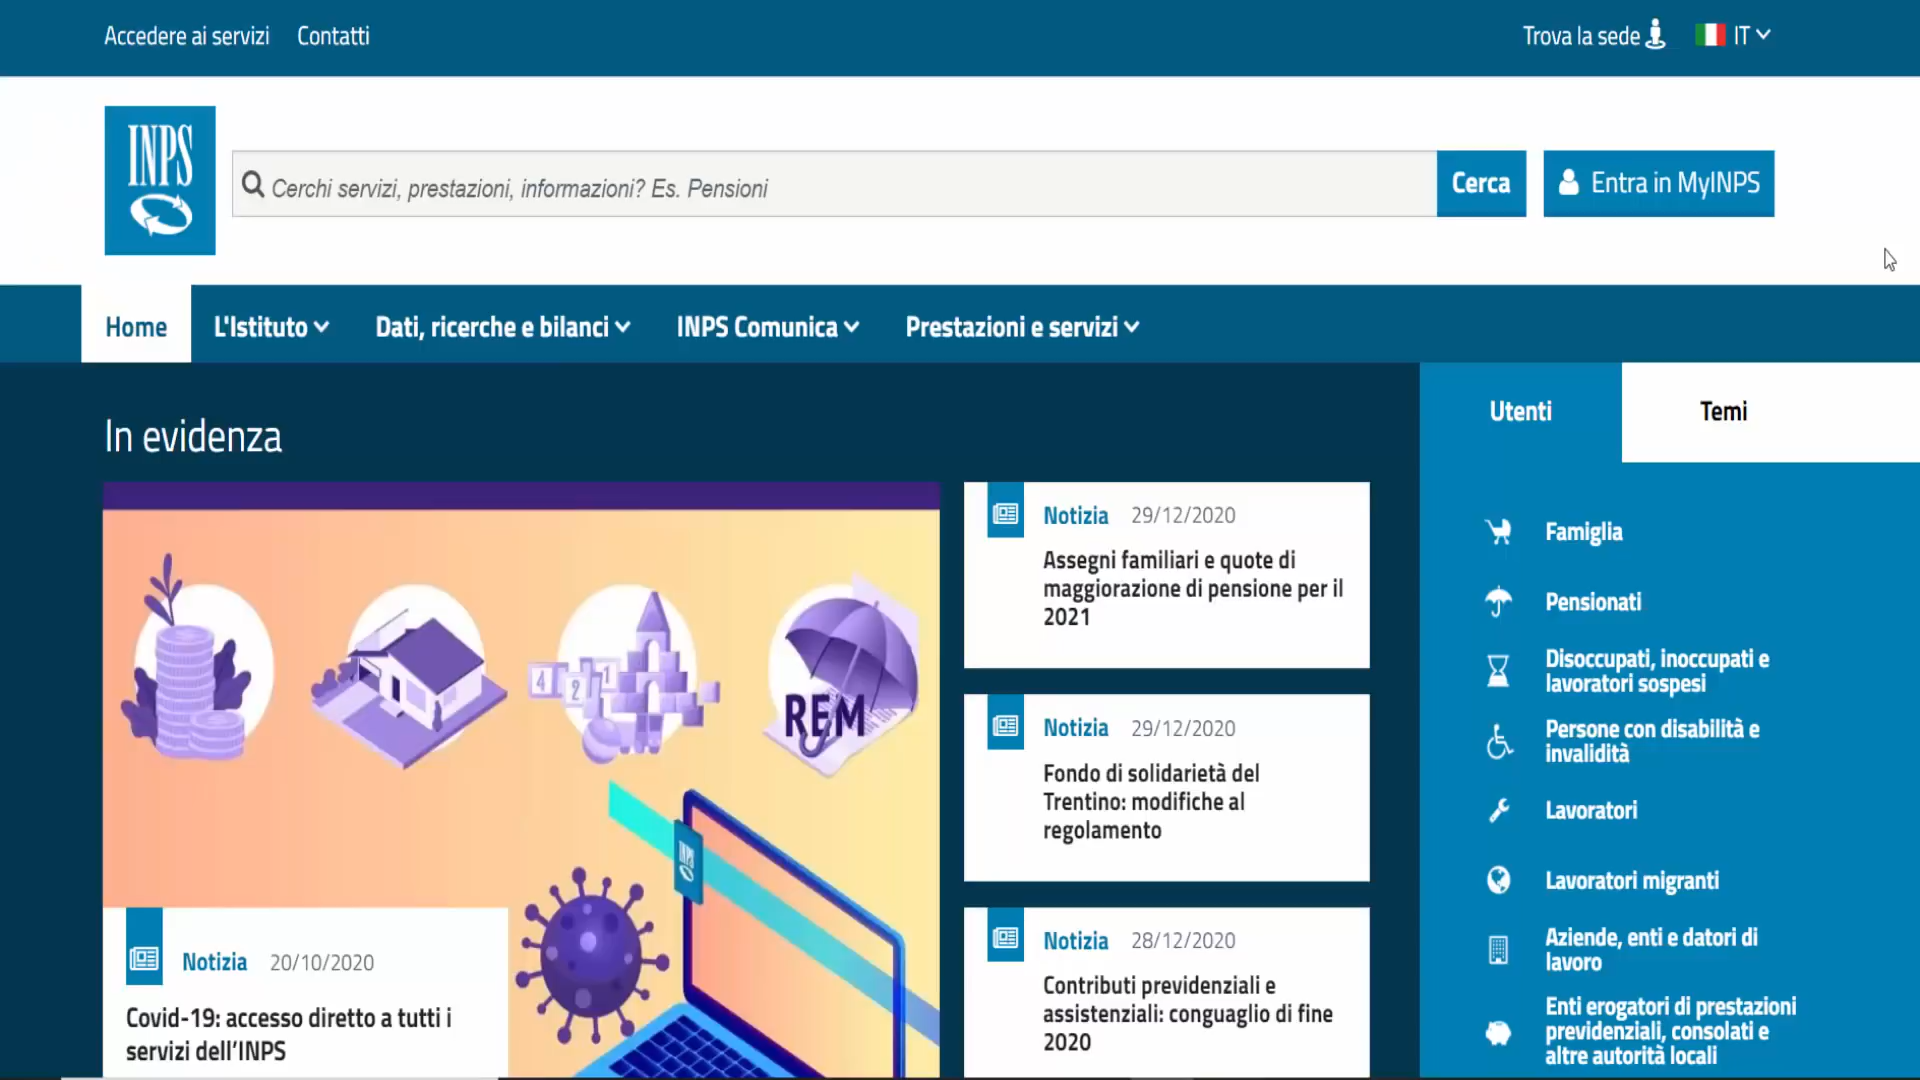 Accedere ai servizi
Contatti
Trova la sede
IT
INPS
Cerchi servizi, prestazioni, informazioni? Es. Pensioni
Cerca
Entra in MyINPS
Home
L'Istituto
Dati, ricerche e bilanci
INPS Comunica
Prestazioni e servizi
In evidenza
4 2 1
REM
INPS
Notizia 20/10/2020
Covid-19: accesso diretto a tutti i
servizi dell'INPS
Notizia 29/12/2020
Assegni familiari e quote di
maggiorazione di pensione per il
2021
Notizia 29/12/2020
Fondo di solidarietà del
Trentino: modifiche al
regolamento
Notizia 28/12/2020
Contributi previdenziali e
assistenziali: conguaglio di fine
2020
Utenti
Temi
Famiglia
Pensionati
Disoccupati, inoccupati e
lavoratori sospesi
Persone con disabilità e
invalidità
Lavoratori
Lavoratori migranti
Aziende, enti e datori di
lavoro
Enti erogatori di prestazioni
previdenziali, consolati e
altre autorità locali